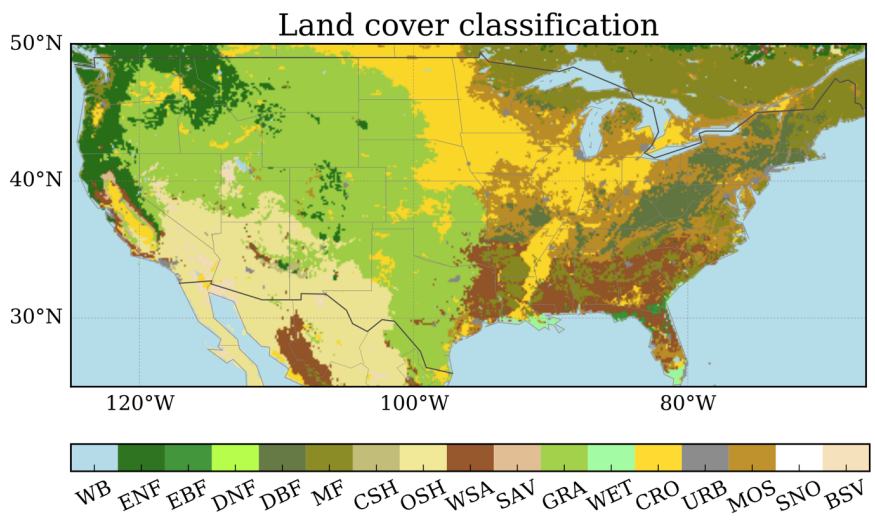 Land cover classification
50°N
40°N
30°N
120°W 100°W 80°W
WB ENF EBF DNF DBF MF CSH OSH WSA SAV GRA WET CRO URB MOS SNO BSV